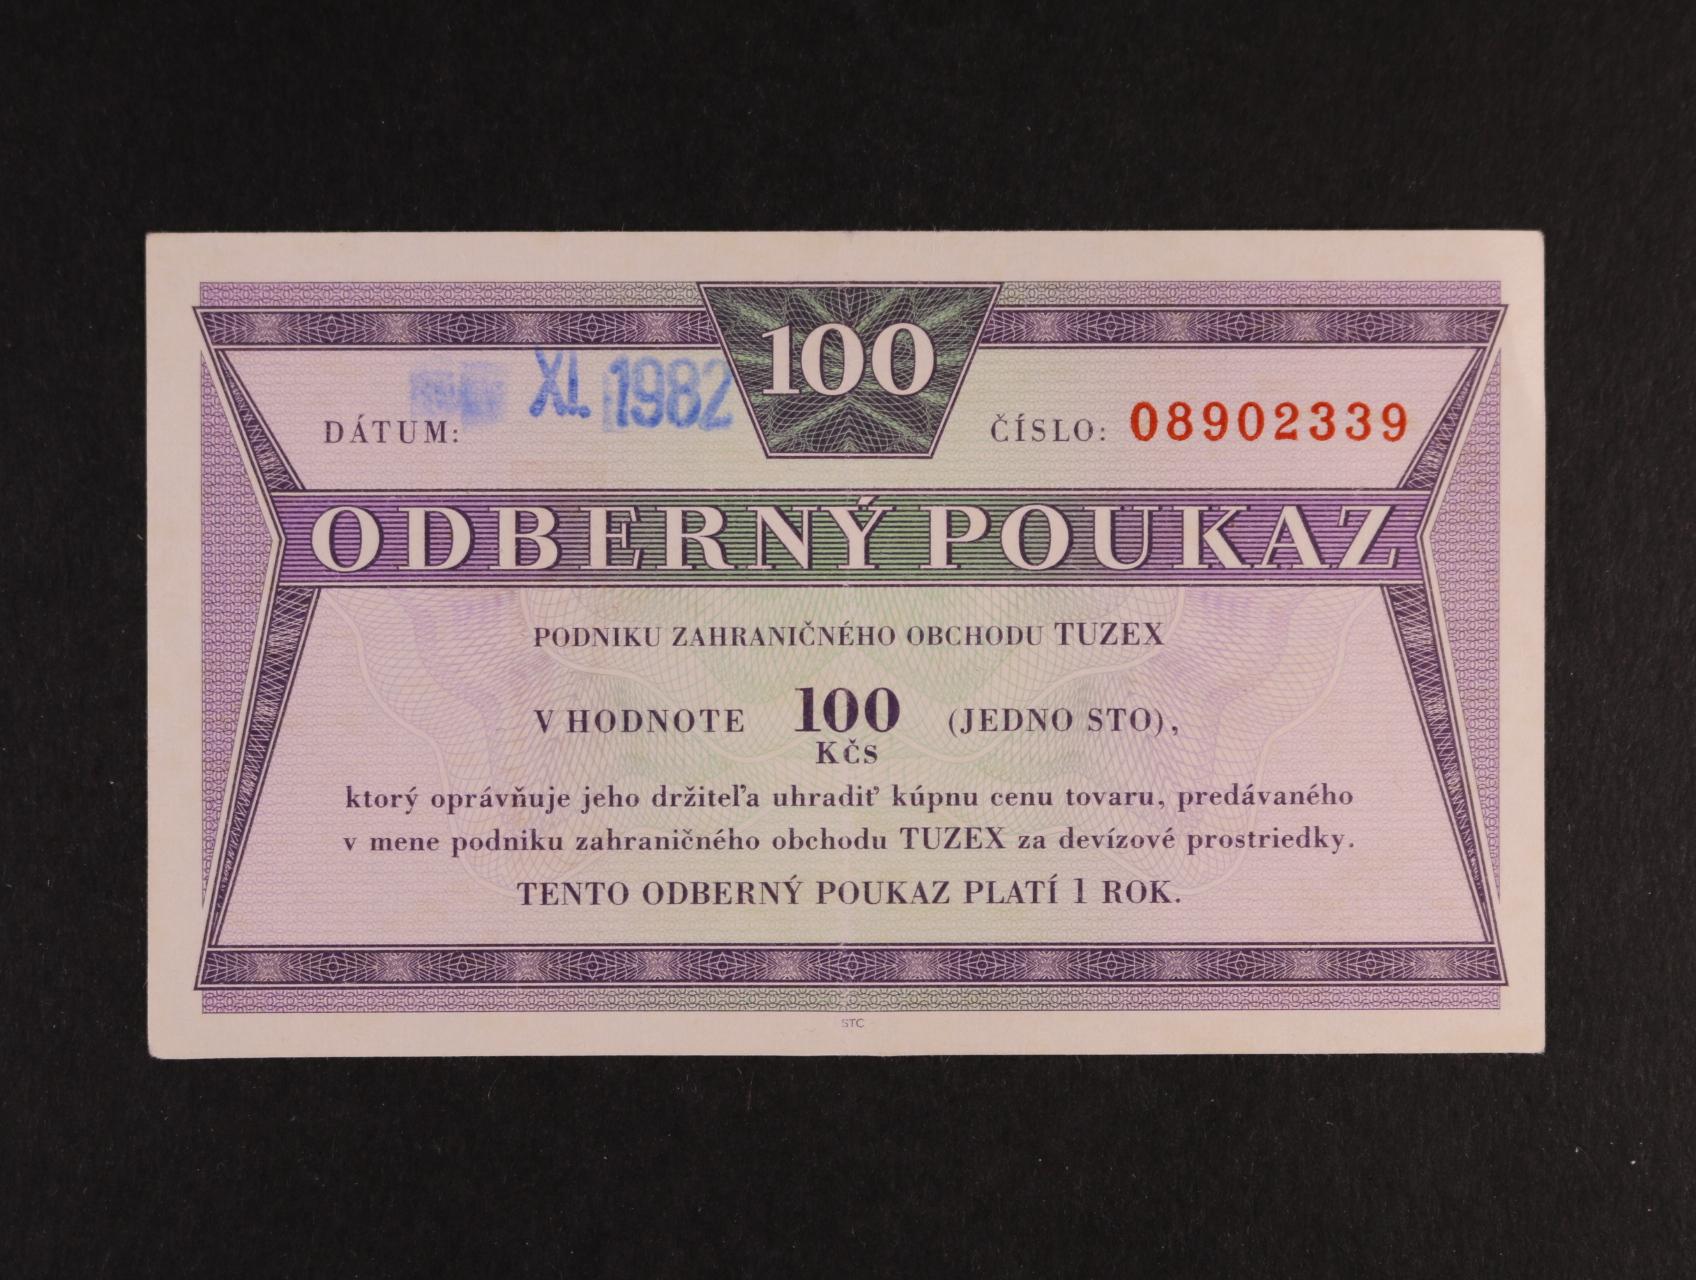 100
XI. 1982
DÁTUM:
ČÍSLO: 08902339
ODBERNÝ POUKAZ
PODNIKU ZAHRANIČNÉHO OBCHODU TUZEX
V HODNOTE 100 (JEDNO STO),
KČS
ktorý oprávňuje jeho držiteľa uhradiť kúpnu cenu tovaru, predávaného
v mene podniku zahraničného obchodu TUZEX za devízové prostriedky.
TENTO ODBERNÝ POUKAZ PLATÍ 1 ROK.
STC